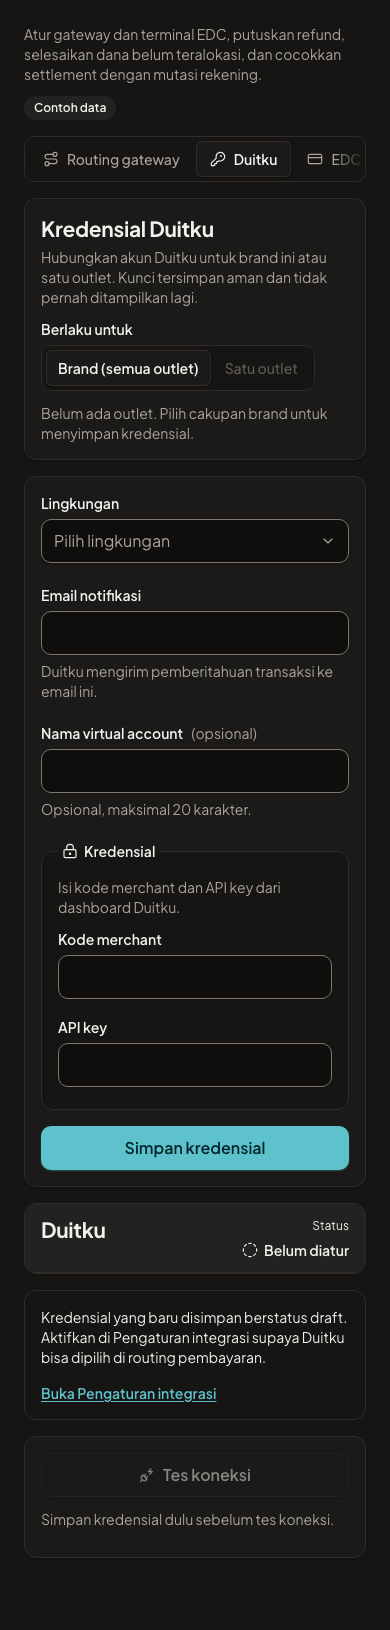 Atur gateway dan terminal EDC, putuskan refund,
selesaikan dana belum teralokasi, dan cocokkan
settlement dengan mutasi rekening.
Contoh data
Routing gateway
Duitku
EDC
Kredensial Duitku
Hubungkan akun Duitku untuk brand ini atau
satu outlet. Kunci tersimpan aman dan tidak
pernah ditampilkan lagi.
Berlaku untuk
Brand (semua outlet)
Satu outlet
Belum ada outlet. Pilih cakupan brand untuk
menyimpan kredensial.
Lingkungan
Pilih lingkungan
Email notifikasi
Duitku mengirim pemberitahuan transaksi ke
email ini.
Nama virtual account (opsional)
Opsional, maksimal 20 karakter.
Kredensial
Isi kode merchant dan API key dari
dashboard Duitku.
Kode merchant
API key
Simpan kredensial
Duitku
Status
Belum diatur
Kredensial yang baru disimpan berstatus draft.
Aktifkan di Pengaturan integrasi supaya Duitku
bisa dipilih di routing pembayaran.
Buka Pengaturan integrasi
Tes koneksi
Simpan kredensial dulu sebelum tes koneksi.